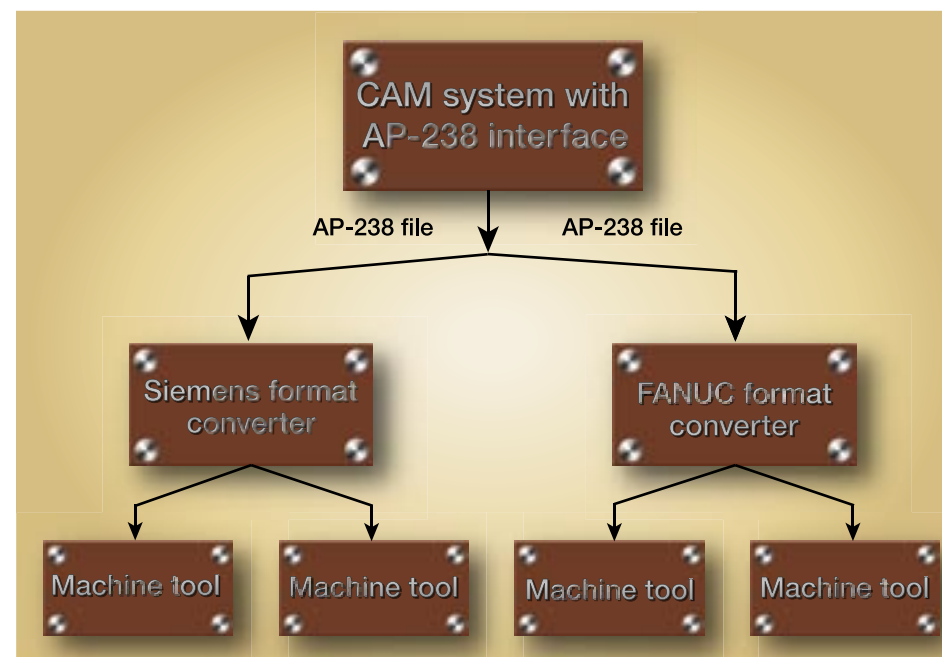 CAM system with
AP-238 interface
AP-238 file
AP-238 file
Siemens format
converter
FANUC format
converter
Machine tool
Machine tool
Machine tool
Machine tool